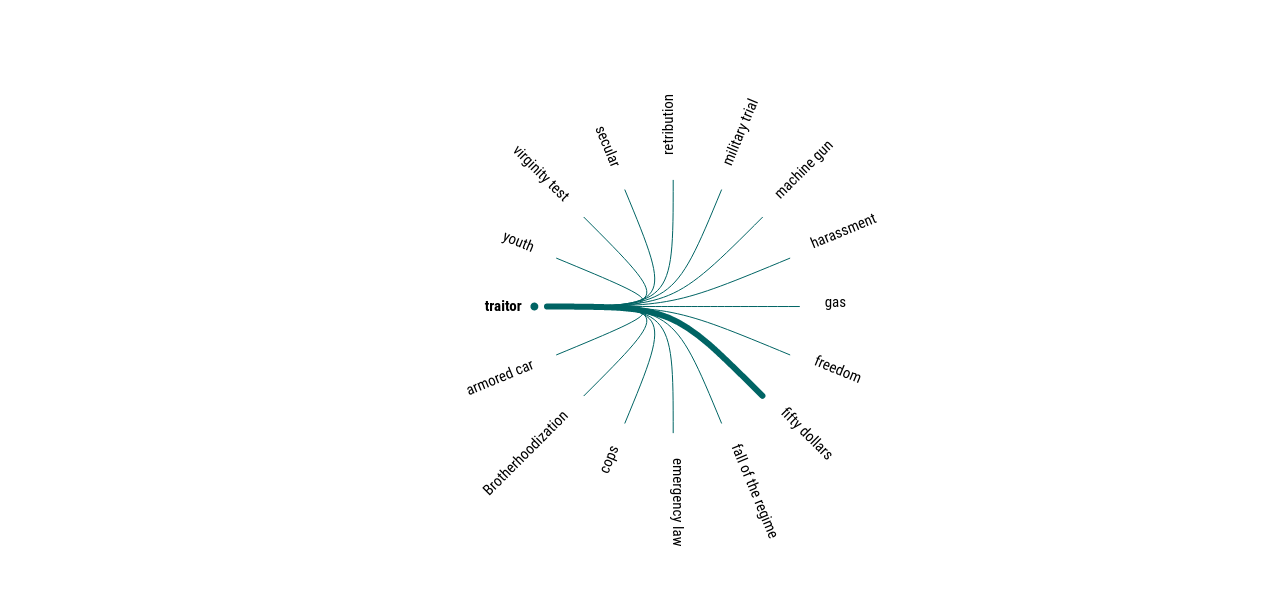 retribution
military trial
secular
machine gun
virginity test
harassment
youth
gas
traitor
freedom
armored car
fifty dollars
Brotherhoodization
cops
fall of the regime
emergency law